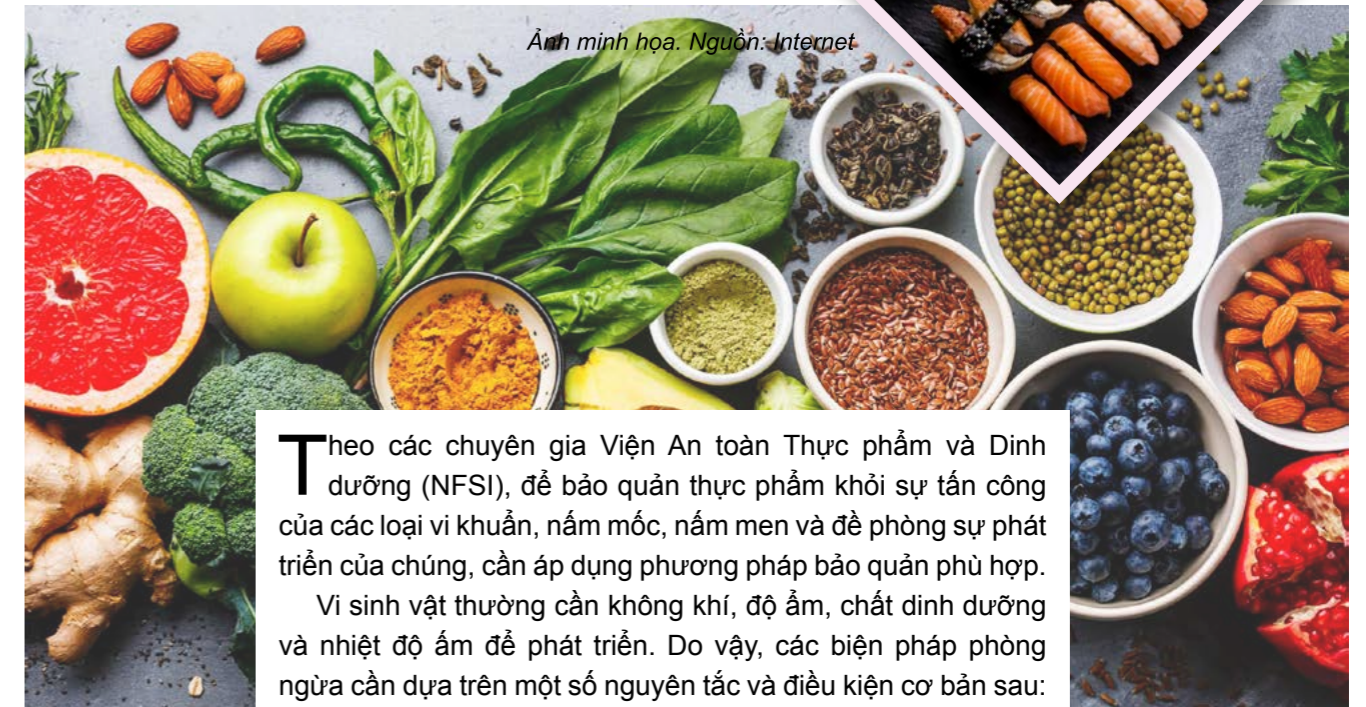 Ảnh minh họa. Nguồn: Internet
Theo các chuyên gia Viện An toàn Thực phẩm và Dinh
dưỡng (NFSI), để bảo quản thực phẩm khỏi sự tấn công
của các loại vi khuẩn, nấm mốc, nấm men và đề phòng sự phát
triển của chúng, cần áp dụng phương pháp bảo quản phù hợp.
Vi sinh vật thường cần không khí, độ ẩm, chất dinh dưỡng
và nhiệt độ ấm để phát triển. Do vậy, các biện pháp phòng
ngừa cần dựa trên một số nguyên tắc và điều kiện cơ bản sau: